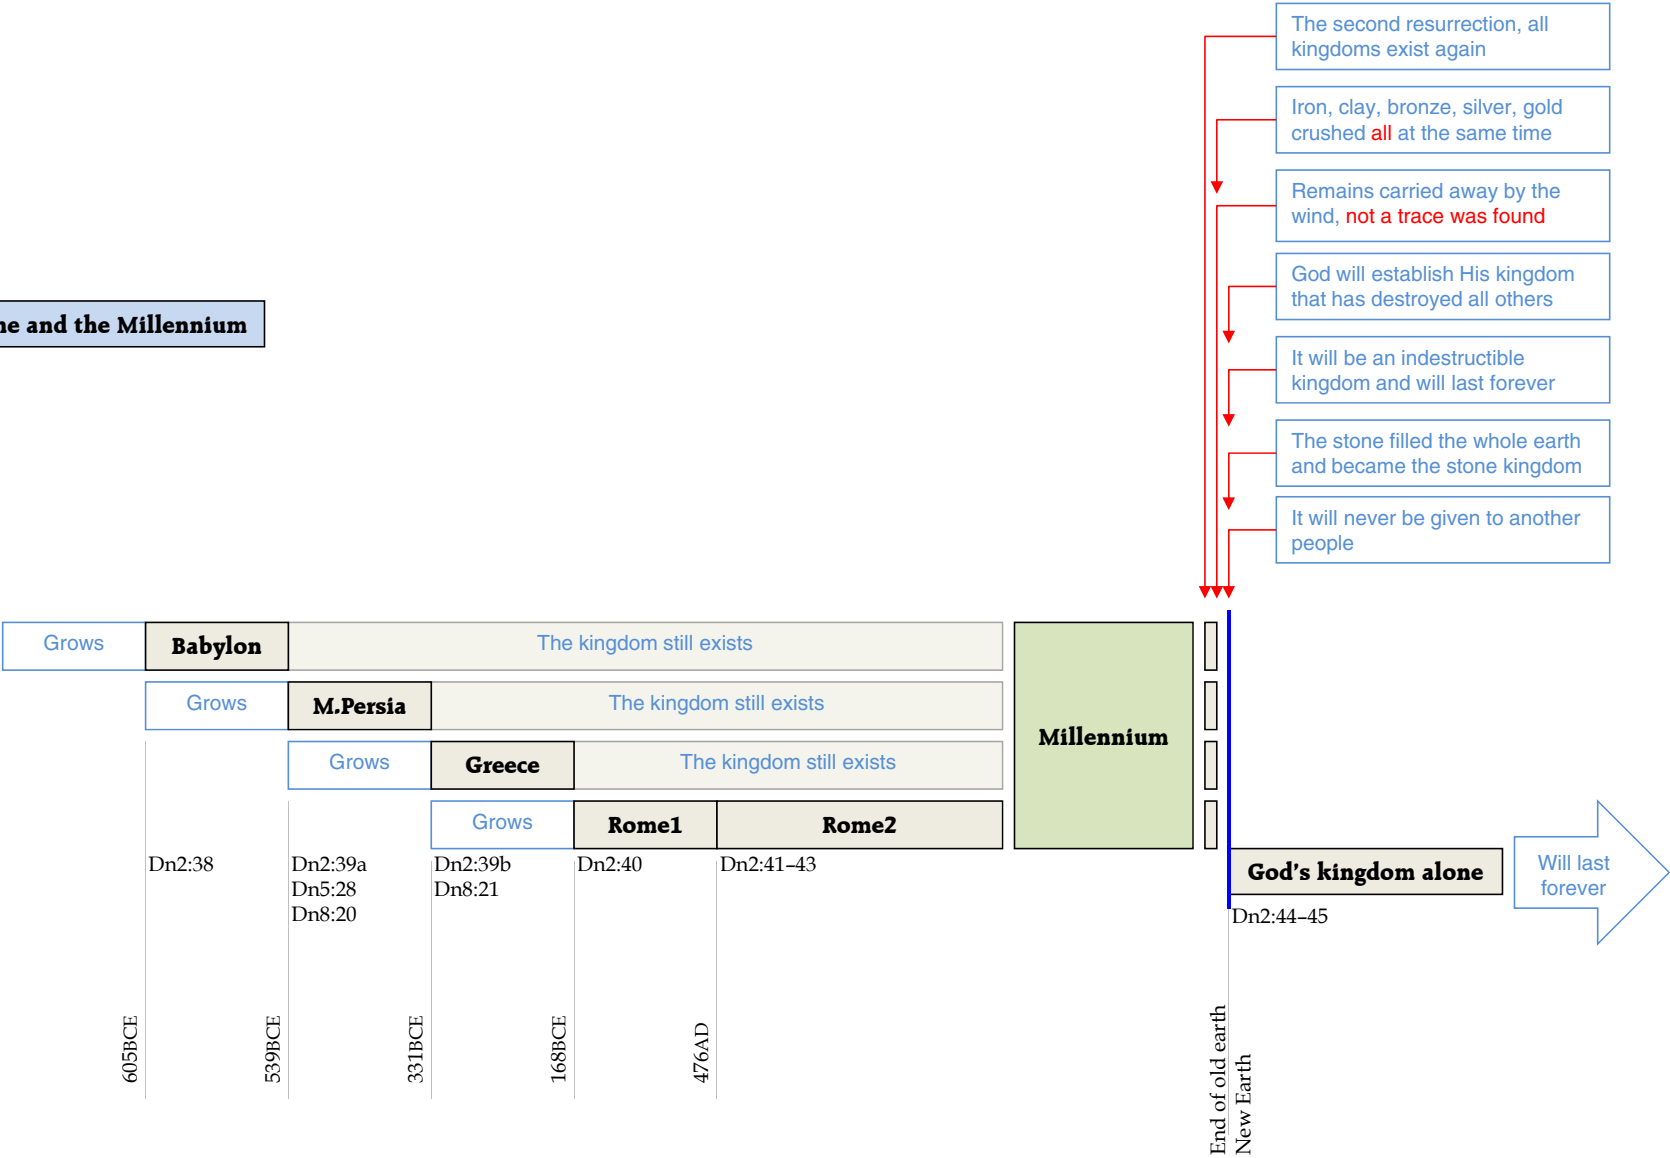 The second resurrection, all
kingdoms exist again
Iron, clay, bronze, silver, gold
crushed all at the same time
Remains carried away by the
wind, not a trace was found
God will establish His kingdom
that has destroyed all others
It will be an indestructible
kingdom and will last forever
The stone filled the whole earth
and became the stone kingdom
It will never be given to another
people
ne and the Millennium
Grows
Babylon
The kingdom still exists
Grows
M.Persia
The kingdom still exists
Grows
Greece
The kingdom still exists
Grows
Rome1
Rome2
Millennium
God's kingdom alone
Will last
forever
Dn2:38
Dn2:39a
Dn5:28
Dn8:20
Dn2:39b
Dn8:21
Dn2:40
Dn2:41–43
Dn2:44–45
605BCE
539BCE
331BCE
168BCE
476AD
End of old earth
New Earth